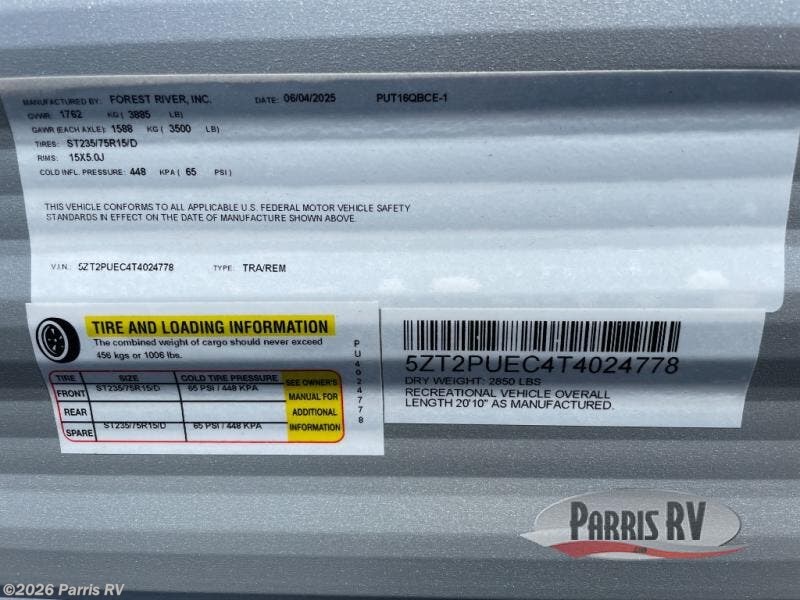 MANUFACTURED BY: FOREST RIVER, INC. DATE: 06/04/2025 PUT16QBCE-1
GVWR: 1762 KG ( 3885 LB)
GAWR (EACH AXLE): 1588 KG ( 3500 LB)
TIRES: ST235/75R15/D
RIMS: 15X5.0J
COLD INFL. PRESSURE: 448 KPA ( 65 PSI )
THIS VEHICLE CONFORMS TO ALL APPLICABLE U.S. FEDERAL MOTOR VEHICLE SAFETY
STANDARDS IN EFFECT ON THE DATE OF MANUFACTURE SHOWN ABOVE.
V.I.N.: 5ZT2PUEC4T4024778 TYPE: TRA/REM
TIRE AND LOADING INFORMATION
The combined weight of cargo should never exceed
456 kgs or 1006 lbs.
TIRE SIZE COLD TIRE PRESSURE SEE OWNER'S
FRONT ST235/75R15/D 65 PSI / 448 KPA MANUAL FOR
REAR ADDITIONAL
SPARE ST235/75R15/D 65 PSI / 448 KPA INFORMATION
PU4024778
5ZT2PUEC4T4024778
DRY WEIGHT: 2850 LBS
RECREATIONAL VEHICLE OVERALL
LENGTH 20'10" AS MANUFACTURED.
PARRIS RV
©2026 Parris RV